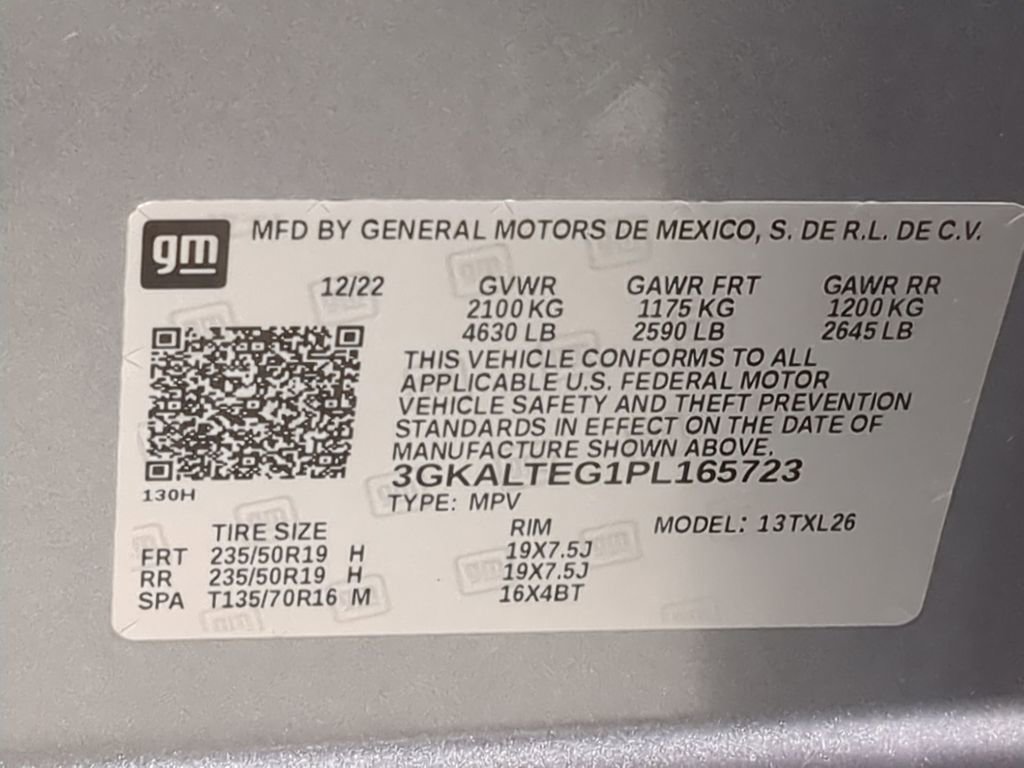 gm MFD BY GENERAL MOTORS DE MEXICO, S. DE R.L. DE C.V.
12/22 GVWR GAWR FRT GAWR RR
2100 KG 1175 KG 1200 KG
4630 LB 2590 LB 2645 LB
THIS VEHICLE CONFORMS TO ALL
APPLICABLE U.S. FEDERAL MOTOR
VEHICLE SAFETY AND THEFT PREVENTION
STANDARDS IN EFFECT ON THE DATE OF
MANUFACTURE SHOWN ABOVE.
3GKALTEG1PL165723
130H
TYPE: MPV
TIRE SIZE RIM MODEL: 13TXL26
FRT 235/50R19 H 19X7.5J
RR 235/50R19 H 19X7.5J
SPA T135/70R16 M 16X4BT